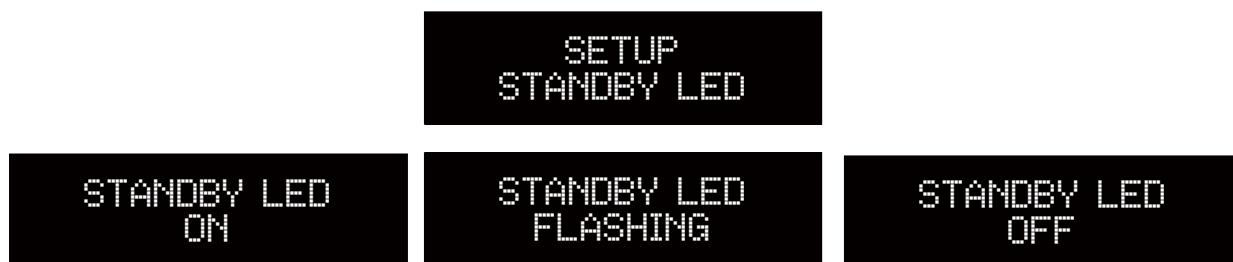 SETUP
STANDBY LED
STANDBY LED
ON
STANDBY LED
FLASHING
STANDBY LED
OFF